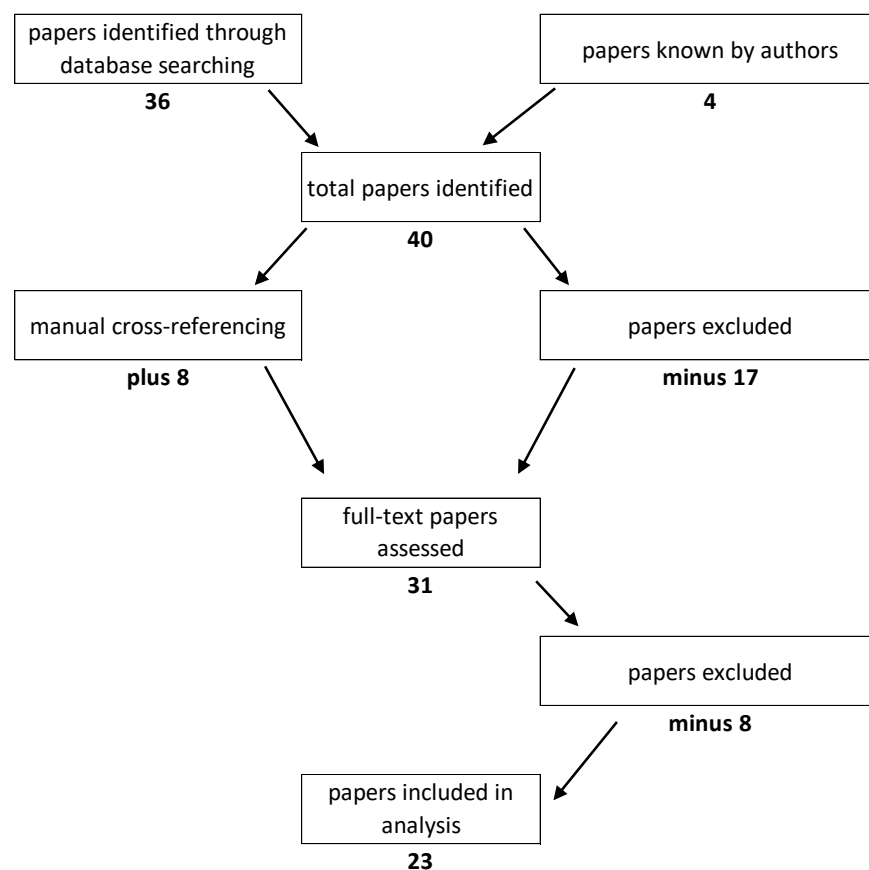 papers identified through
database searching
36
papers known by authors
4
total papers identified
40
manual cross-referencing
plus 8
papers excluded
minus 17
full-text papers
assessed
31
papers excluded
minus 8
papers included in
analysis
23